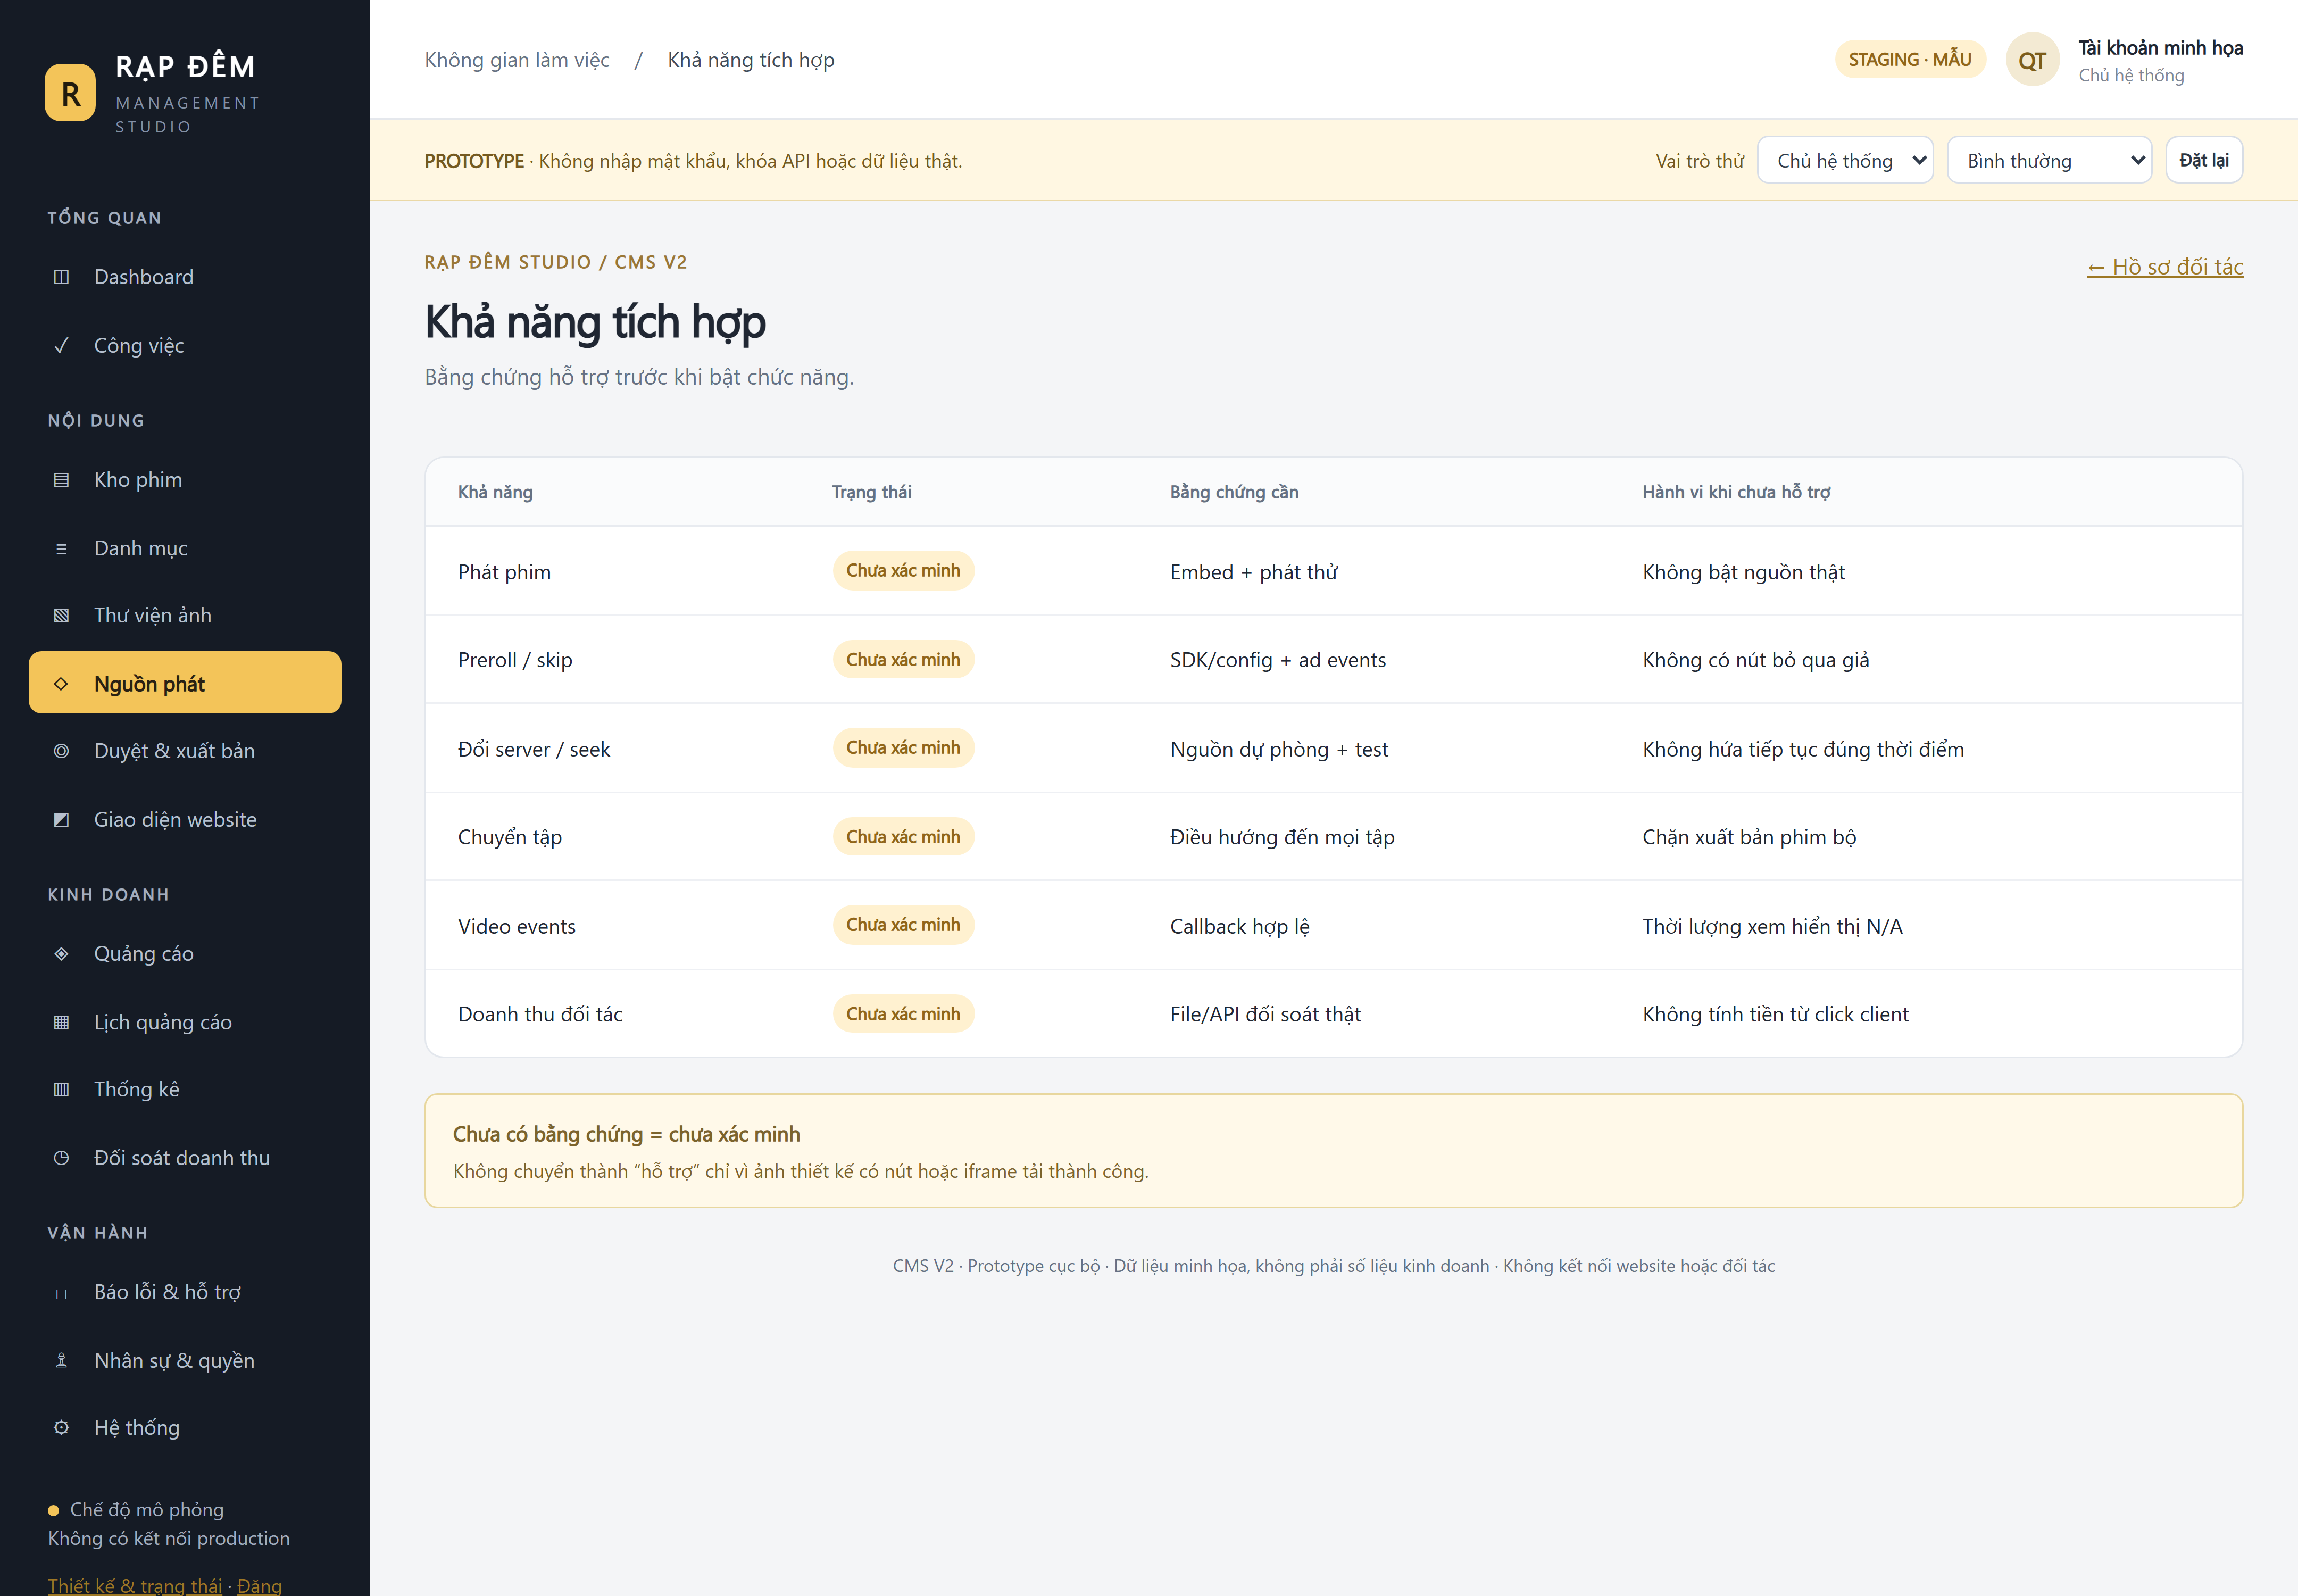 R
RẠP ĐÊM
MANAGEMENT
STUDIO
TỔNG QUAN
Dashboard
Công việc
NỘI DUNG
Kho phim
Danh mục
Thư viện ảnh
Nguồn phát
Duyệt & xuất bản
Giao diện website
KINH DOANH
Quảng cáo
Lịch quảng cáo
Thống kê
Đối soát doanh thu
VẬN HÀNH
Báo lỗi & hỗ trợ
Nhân sự & quyền
Hệ thống
Chế độ mô phỏng
Không có kết nối production
Thiết kế & trạng thái · Đăng
Không gian làm việc / Khả năng tích hợp
STAGING · MẪU
QT
Tài khoản minh họa
Chủ hệ thống
PROTOTYPE · Không nhập mật khẩu, khóa API hoặc dữ liệu thật.
Vai trò thử
Chủ hệ thống
Bình thường
Đặt lại
RẠP ĐÊM STUDIO / CMS V2
← Hồ sơ đối tác
Khả năng tích hợp
Bằng chứng hỗ trợ trước khi bật chức năng.
Khả năng Trạng thái Bằng chứng cần Hành vi khi chưa hỗ trợ
Phát phim Chưa xác minh Embed + phát thử Không bật nguồn thật
Preroll / skip Chưa xác minh SDK/config + ad events Không có nút bỏ qua giả
Đổi server / seek Chưa xác minh Nguồn dự phòng + test Không hứa tiếp tục đúng thời điểm
Chuyển tập Chưa xác minh Điều hướng đến mọi tập Chặn xuất bản phim bộ
Video events Chưa xác minh Callback hợp lệ Thời lượng xem hiển thị N/A
Doanh thu đối tác Chưa xác minh File/API đối soát thật Không tính tiền từ click client
Chưa có bằng chứng = chưa xác minh
Không chuyển thành “hỗ trợ” chỉ vì ảnh thiết kế có nút hoặc iframe tải thành công.
CMS V2 · Prototype cục bộ · Dữ liệu minh họa, không phải số liệu kinh doanh · Không kết nối website hoặc đối tác